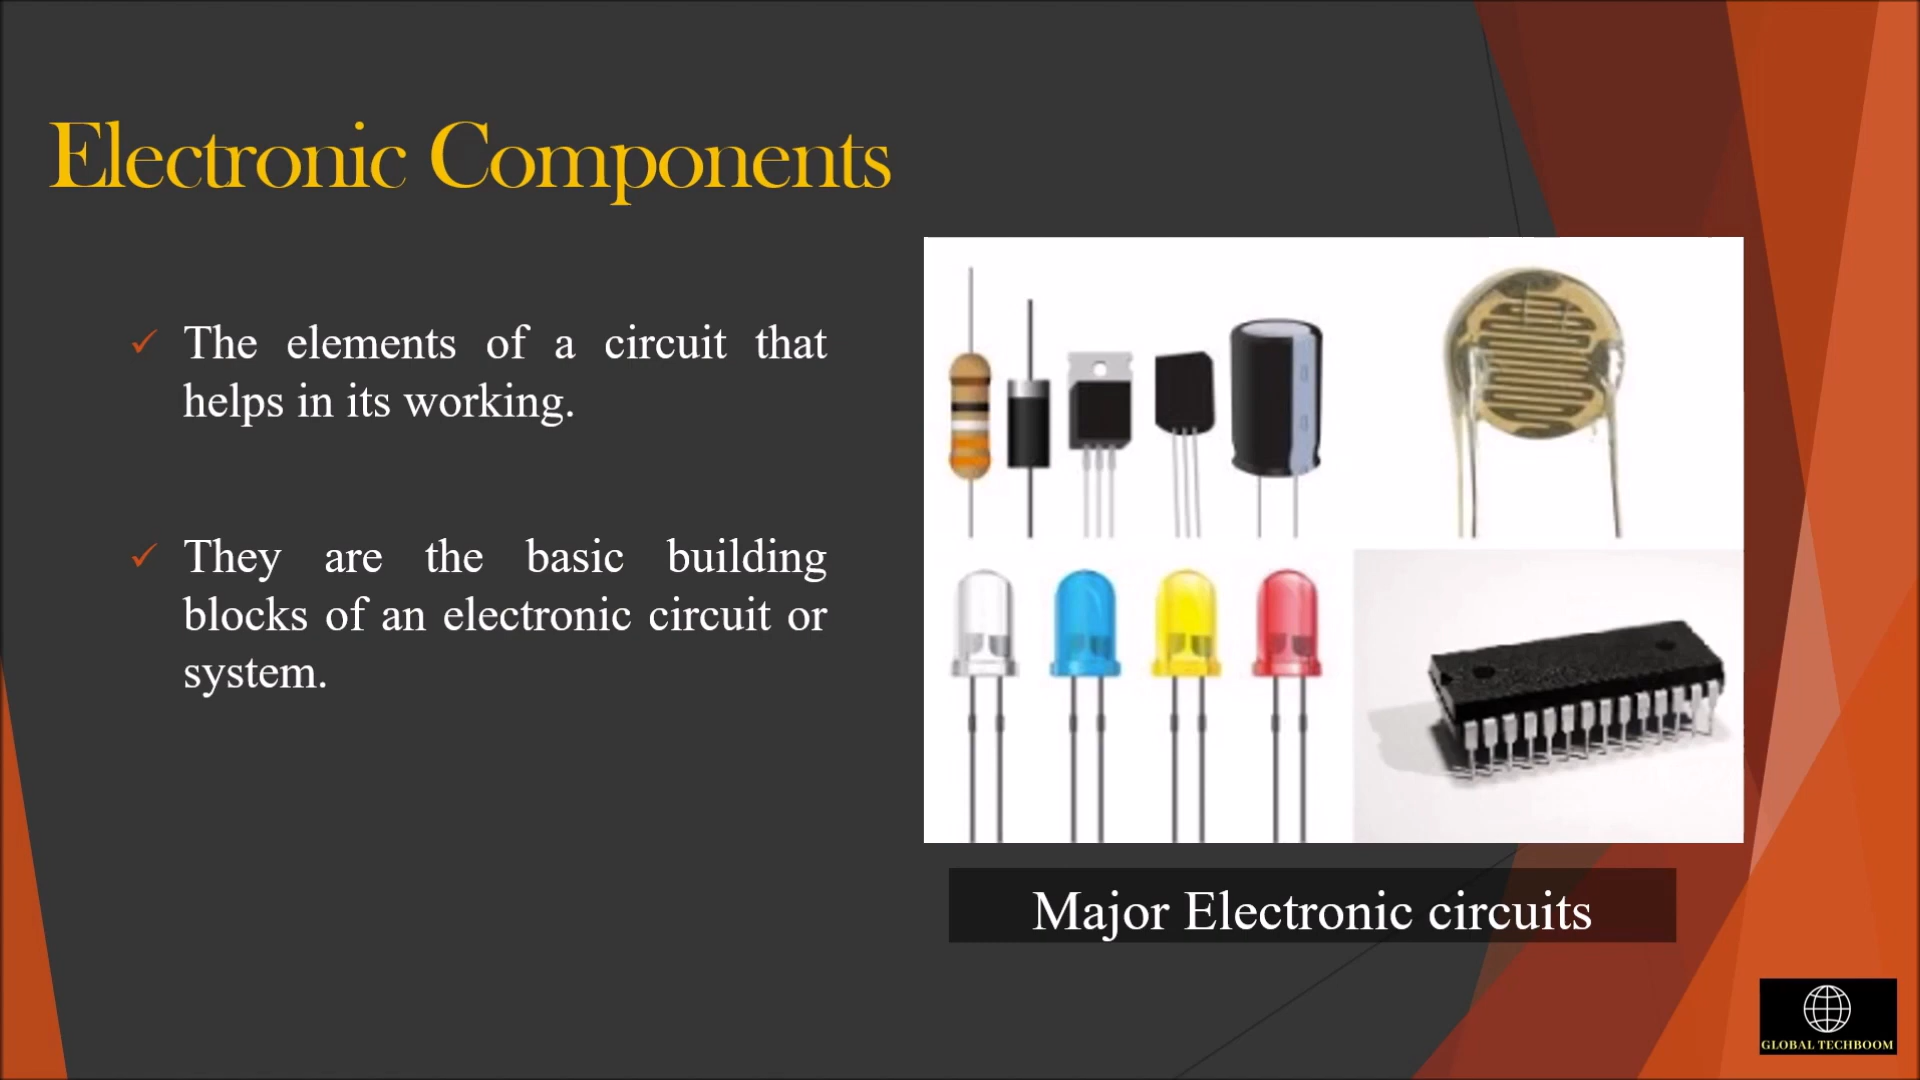 Electronic Components
✓ The elements of a circuit that
helps in its working.
✓ They are the basic building
blocks of an electronic circuit or
system.
Major Electronic circuits
GLOBAL TECHBOOM